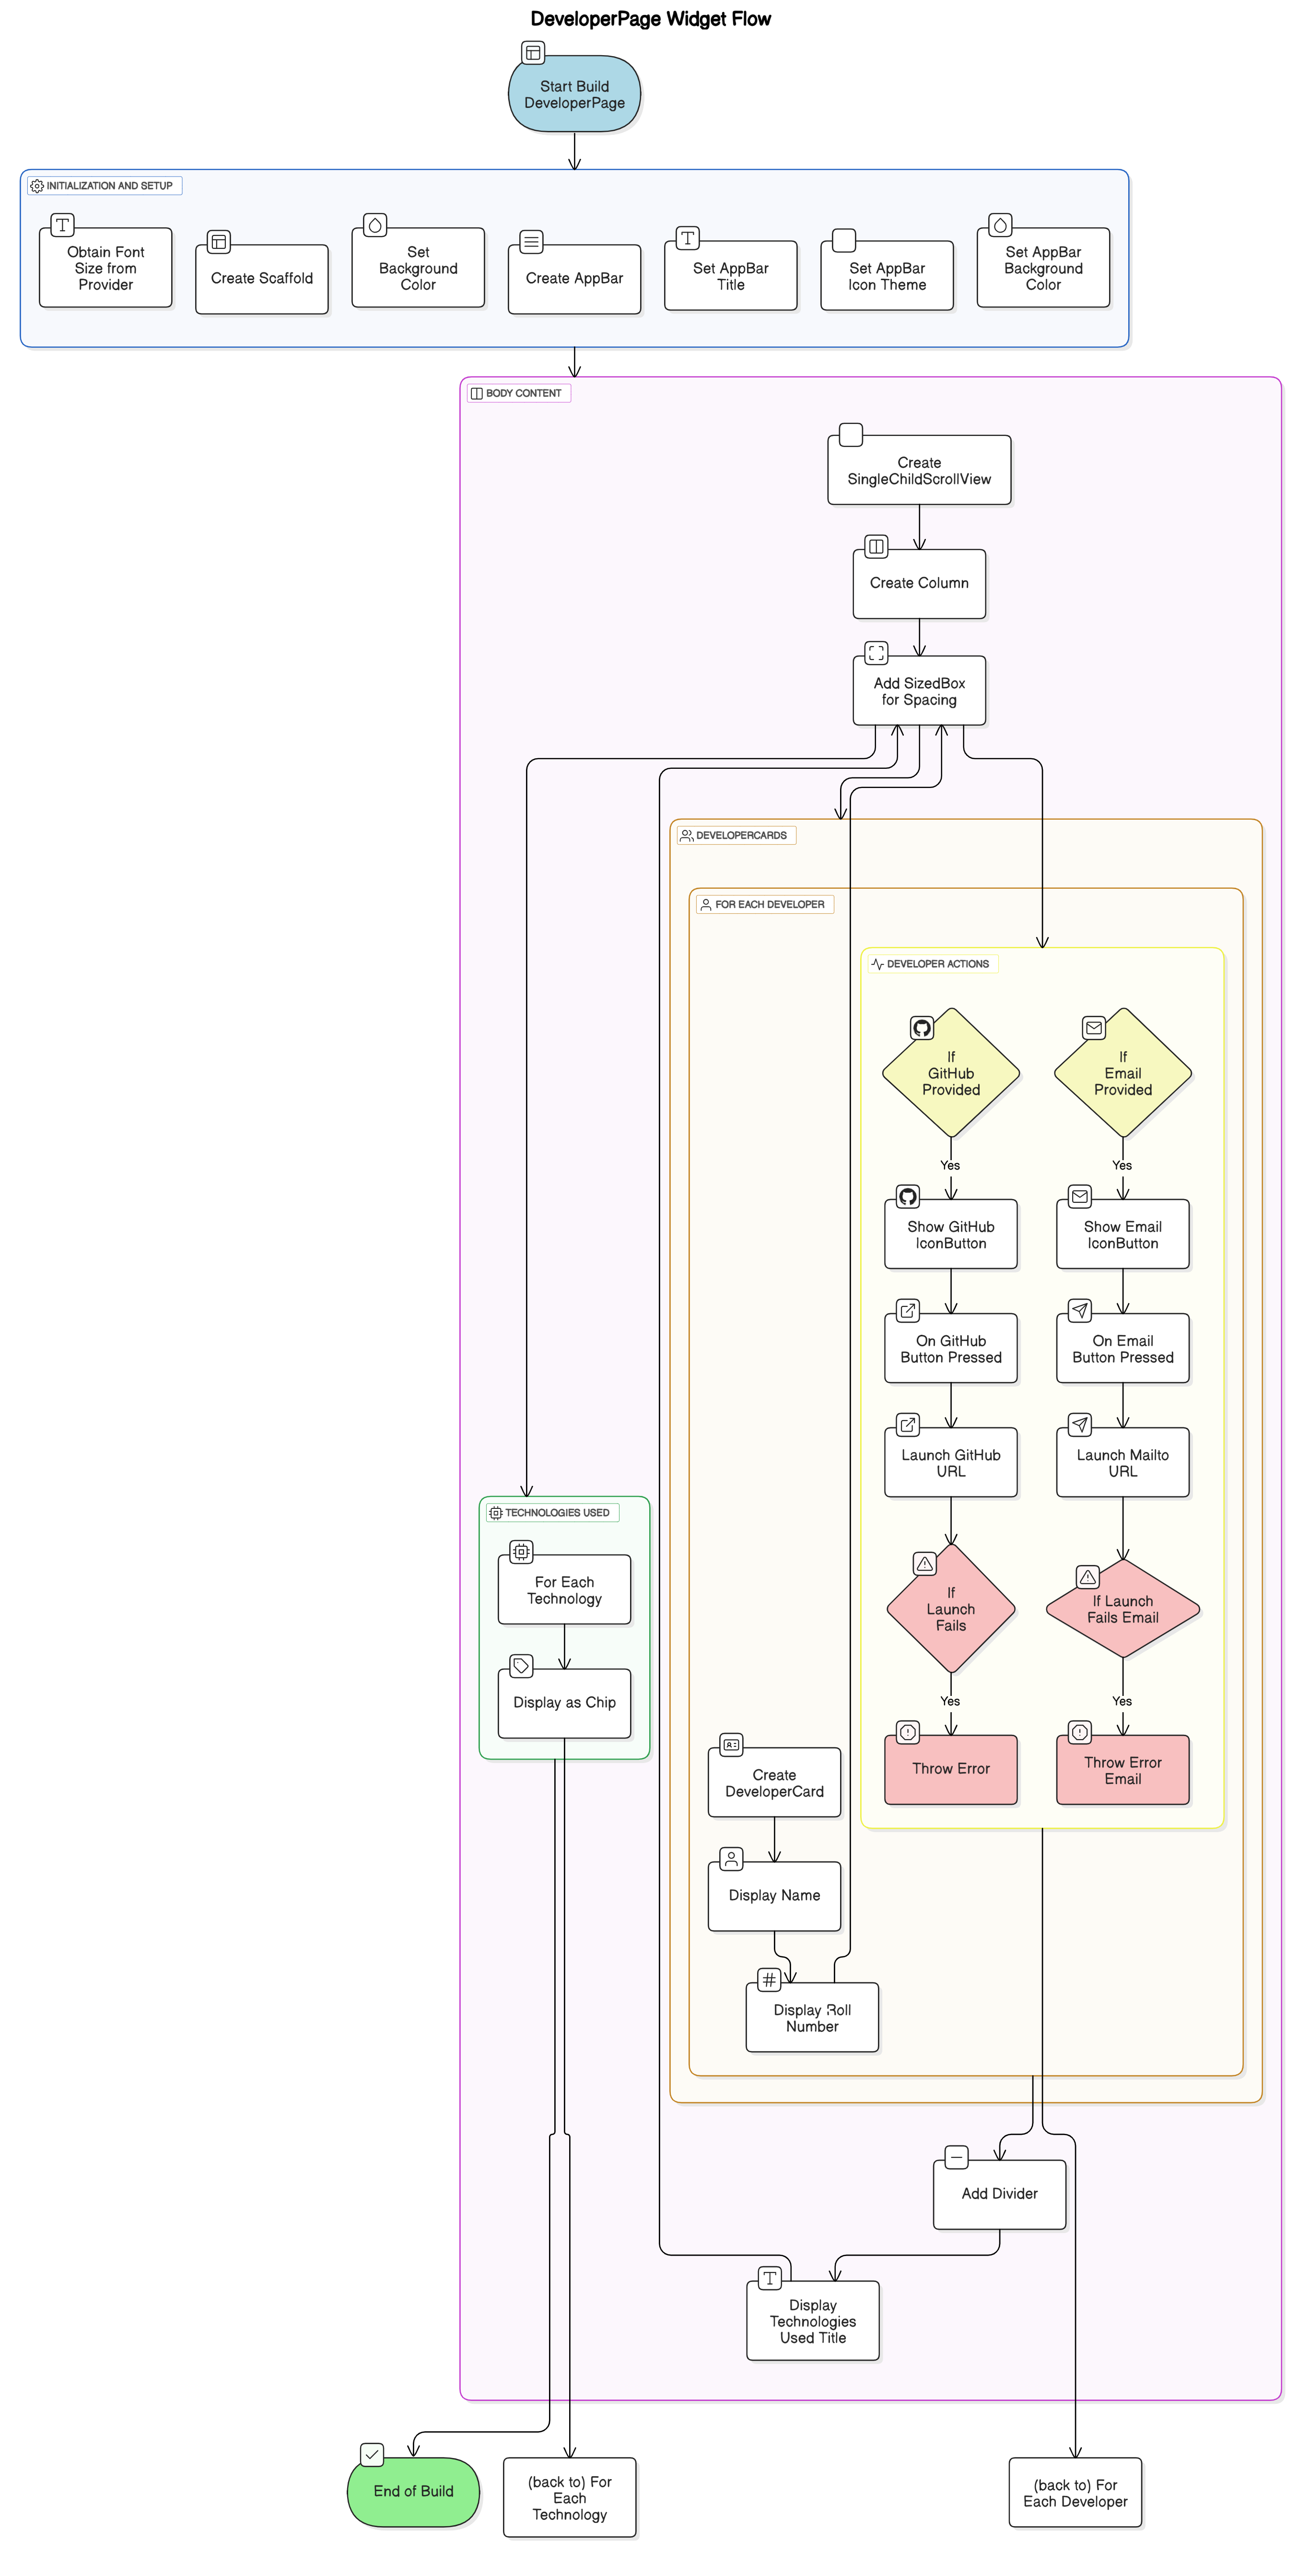 DeveloperPage Widget Flow
Start Build
DeveloperPage
INITIALIZATION AND SETUP
Obtain Font
Size from
Provider
Create Scaffold
Set
Background
Color
Create AppBar
Set AppBar
Title
Set AppBar
Icon Theme
Set AppBar
Background
Color
BODY CONTENT
Create
SingleChildScrollView
Create Column
Add SizedBox
for Spacing
DEVELOPERCARDS
FOR EACH DEVELOPER
DEVELOPER ACTIONS
If
GitHub
Provided
If
Email
Provided
Yes
Yes
Show GitHub
IconButton
Show Email
IconButton
On GitHub
Button Pressed
On Email
Button Pressed
Launch GitHub
URL
Launch Mailto
URL
TECHNOLOGIES USED
For Each
Technology
If
Launch
Fails
If Launch
Fails Email
Display as Chip
Yes
Yes
Throw Error
Throw Error
Email
Create
DeveloperCard
Display Name
Display Roll
Number
Add Divider
Display
Technologies
Used Title
End of Build
(back to) For
Each
Technology
(back to) For
Each Developer